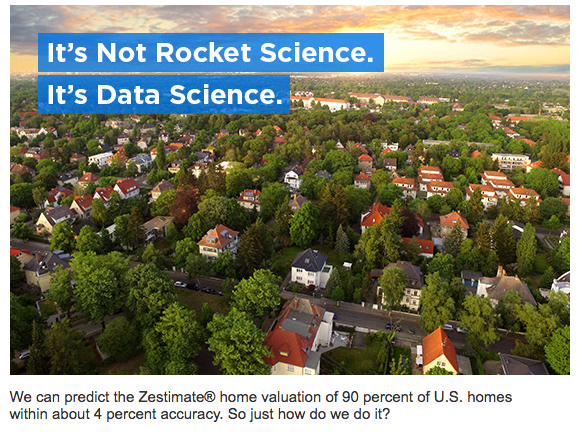 It's Not Rocket Science.
It's Data Science.
We can predict the Zestimate® home valuation of 90 percent of U.S. homes
within about 4 percent accuracy. So just how do we do it?